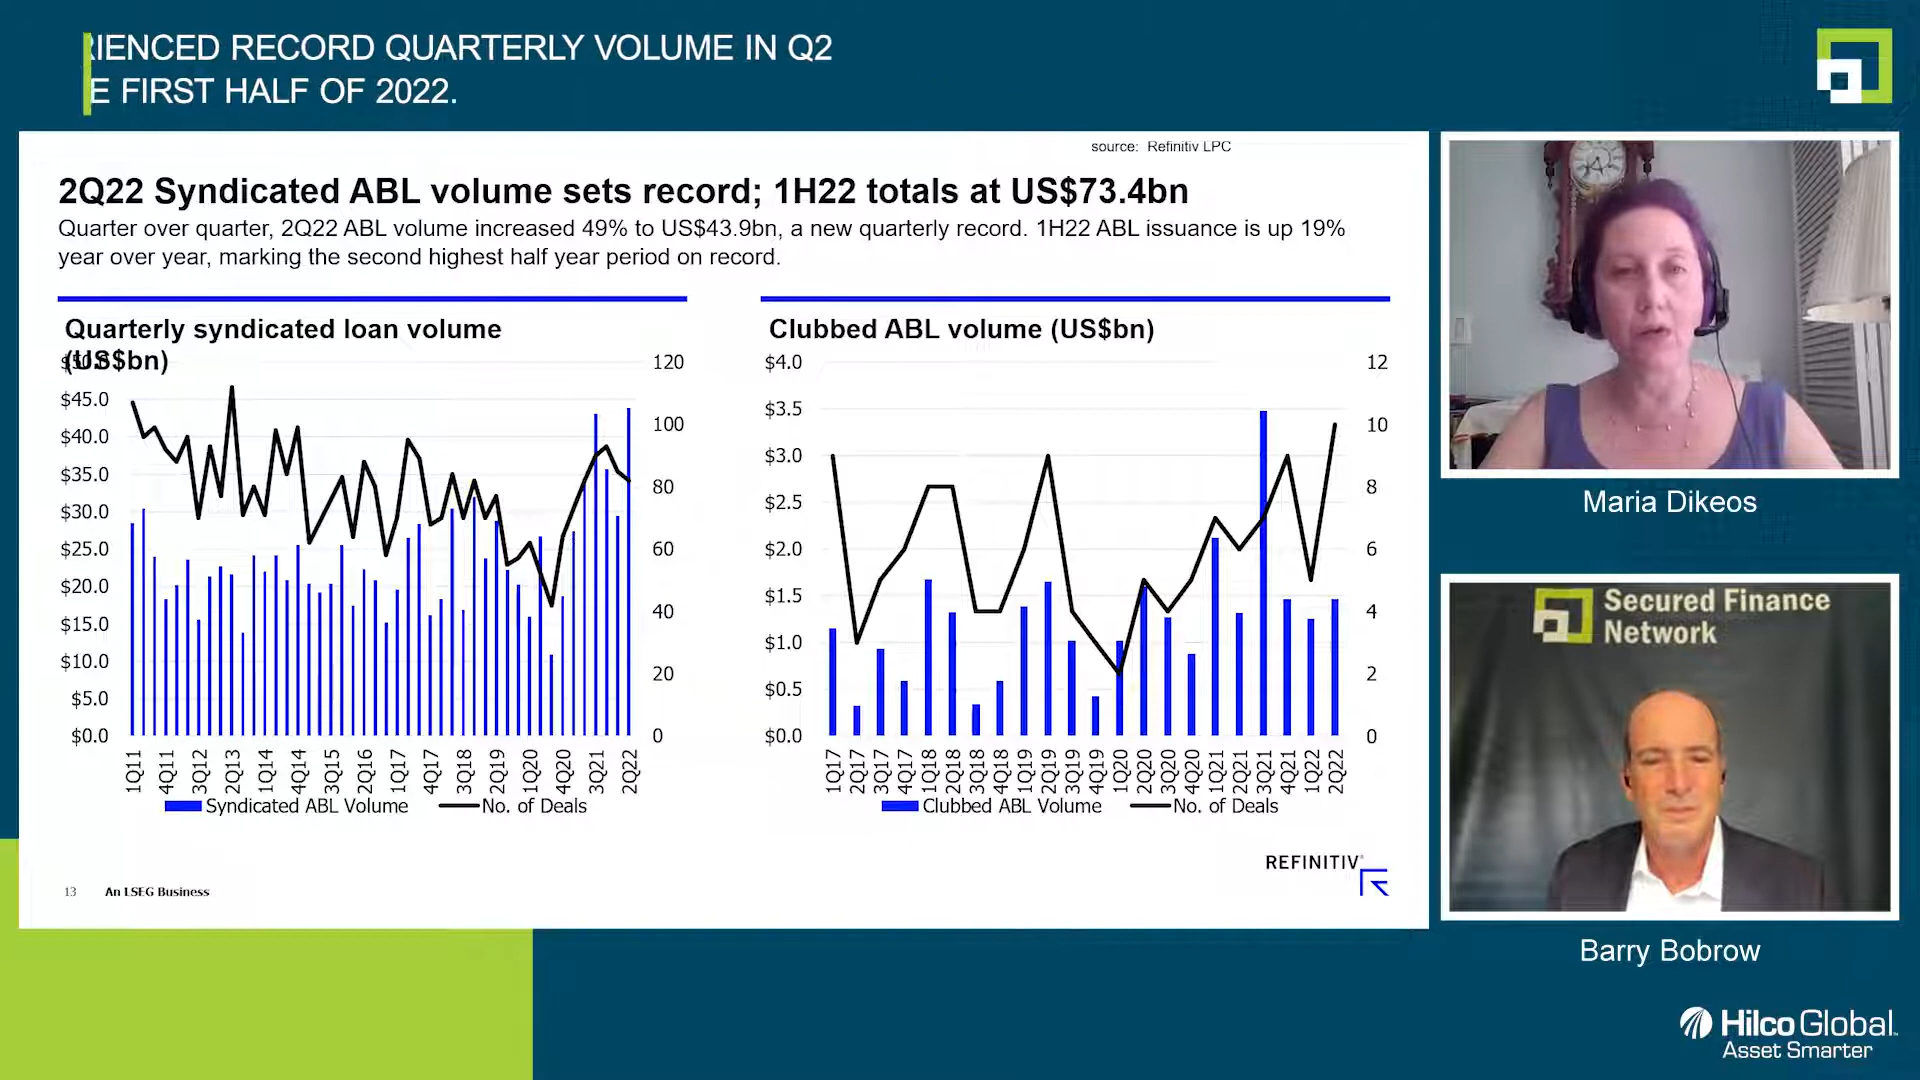 RIENCED RECORD QUARTERLY VOLUME IN Q2
E FIRST HALF OF 2022.
source: Refinitiv LPC
2Q22 Syndicated ABL volume sets record; 1H22 totals at US$73.4bn
Quarter over quarter, 2Q22 ABL volume increased 49% to US$43.9bn, a new quarterly record. 1H22 ABL issuance is up 19%
year over year, marking the second highest half year period on record.
Quarterly syndicated loan volume
(US$bn)
$50.0
$45.0
$40.0
$35.0
$30.0
$25.0
$20.0
$15.0
$10.0
$5.0
$0.0
120
100
80
60
40
20
0
1Q11 4Q11 3Q12 2Q13 1Q14 4Q14 3Q15 2Q16 1Q17 4Q17 3Q18 2Q19 1Q20 4Q20 3Q21 2Q22
Syndicated ABL Volume No. of Deals
Clubbed ABL volume (US$bn)
$4.0
$3.5
$3.0
$2.5
$2.0
$1.5
$1.0
$0.5
$0.0
12
10
8
6
4
2
0
1Q17 2Q17 3Q17 4Q17 1Q18 2Q18 3Q18 4Q18 1Q19 2Q19 3Q19 4Q19 1Q20 2Q20 3Q20 4Q20 1Q21 2Q21 3Q21 4Q21 1Q22 2Q22
Clubbed ABL Volume No. of Deals
REFINITIV
13 An LSEG Business
Maria Dikeos
Secured Finance
Network
Barry Bobrow
Hilco Global
Asset Smarter